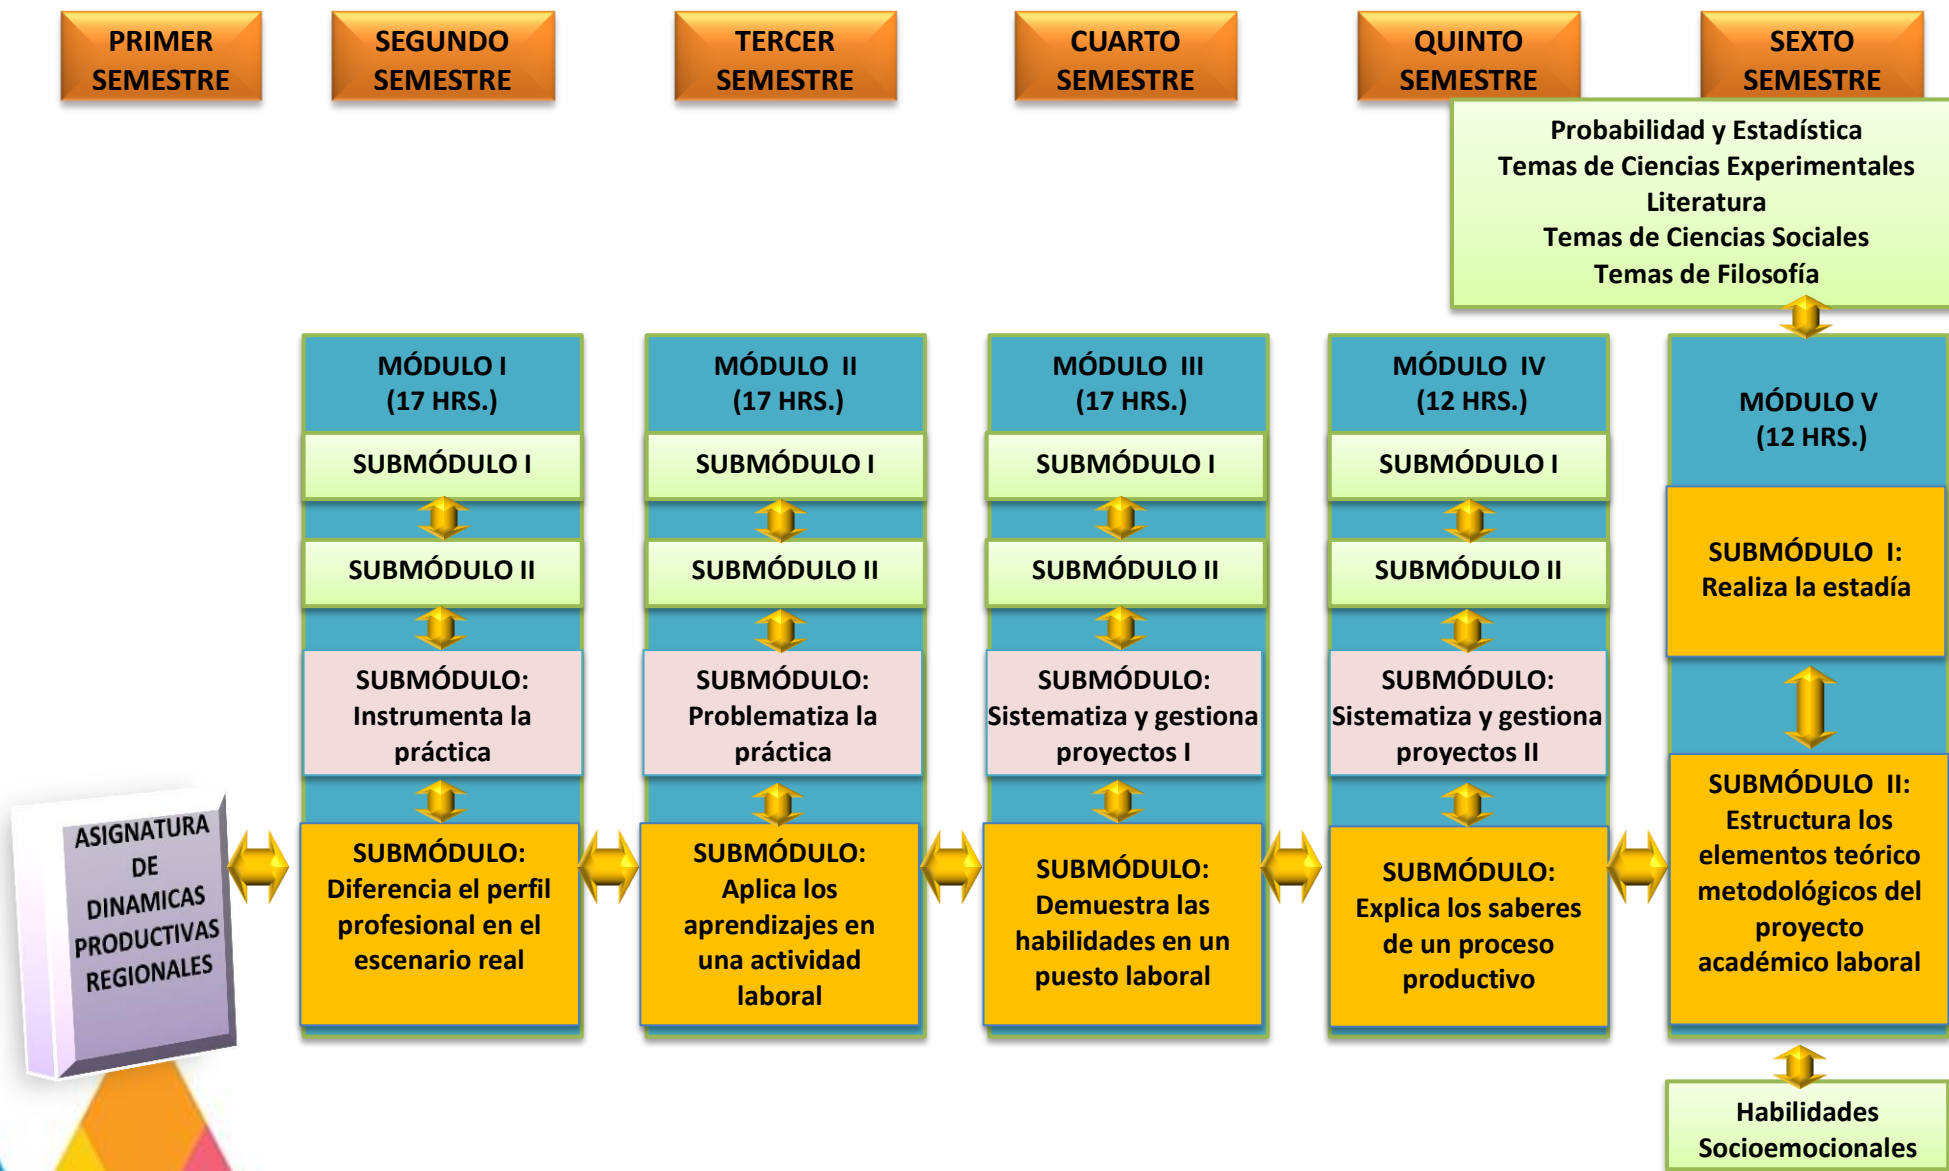 PRIMER
SEMESTRE
SEGUNDO
SEMESTRE
TERCER
SEMESTRE
CUARTO
SEMESTRE
QUINTO
SEMESTRE
SEXTO
SEMESTRE
Probabilidad y Estadística
Temas de Ciencias Experimentales
Literatura
Temas de Ciencias Sociales
Temas de Filosofía
ASIGNATURA
DE
DINAMICAS
PRODUCTIVAS
REGIONALES
MÓDULO I
(17 HRS.)
SUBMÓDULO I
SUBMÓDULO II
SUBMÓDULO:
Instrumenta la
práctica
SUBMÓDULO:
Diferencia el perfil
profesional en el
escenario real
MÓDULO II
(17 HRS.)
SUBMÓDULO I
SUBMÓDULO II
SUBMÓDULO:
Problematiza la
práctica
SUBMÓDULO:
Aplica los
aprendizajes en
una actividad
laboral
MÓDULO III
(17 HRS.)
SUBMÓDULO I
SUBMÓDULO II
SUBMÓDULO:
Sistematiza y gestiona
proyectos I
SUBMÓDULO:
Demuestra las
habilidades en un
puesto laboral
MÓDULO IV
(12 HRS.)
SUBMÓDULO I
SUBMÓDULO II
SUBMÓDULO:
Sistematiza y gestiona
proyectos II
SUBMÓDULO:
Explica los saberes
de un proceso
productivo
MÓDULO V
(12 HRS.)
SUBMÓDULO I:
Realiza la estadía
SUBMÓDULO II:
Estructura los
elementos teórico
metodológicos del
proyecto
académico laboral
Habilidades
Socioemocionales